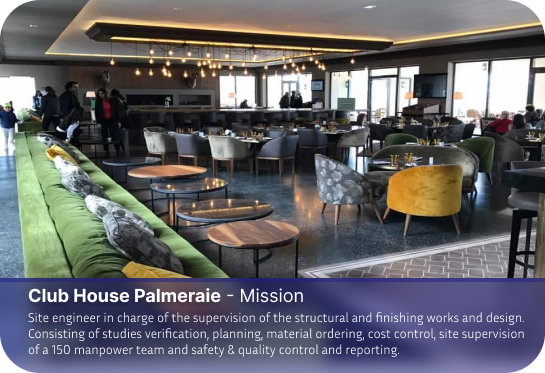 Club House Palmeraie - Mission
Site engineer in charge of the supervision of the structural and finishing works and design.
Consisting of studies verification, planning, material ordering, cost control, site supervision
of a 150 manpower team and safety & quality control and reporting.